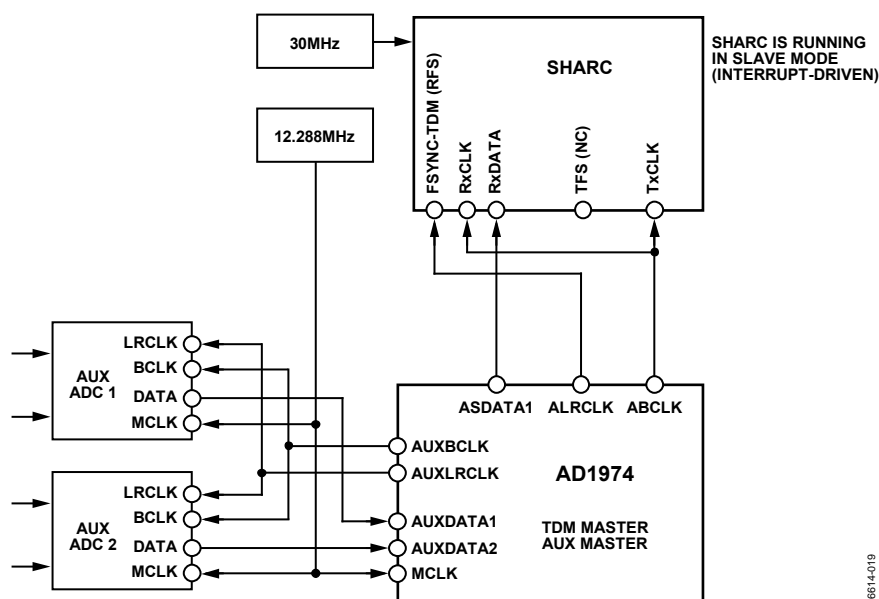 30MHz
12.288MHz
SHARC
SHARC IS RUNNING
IN SLAVE MODE
(INTERRUPT-DRIVEN)
FSYNC-TDM (RFS)
RxCLK
RxDATA
TFS (NC)
TxCLK
AUX
ADC 1
LRCLK
BCLK
DATA
MCLK
AUX
ADC 2
LRCLK
BCLK
DATA
MCLK
ASDATA1
ALRCLK
ABCLK
AUXBCLK
AUXLRCLK
AUXDATA1
AUXDATA2
MCLK
AD1974
TDM MASTER
AUX MASTER
6614-019